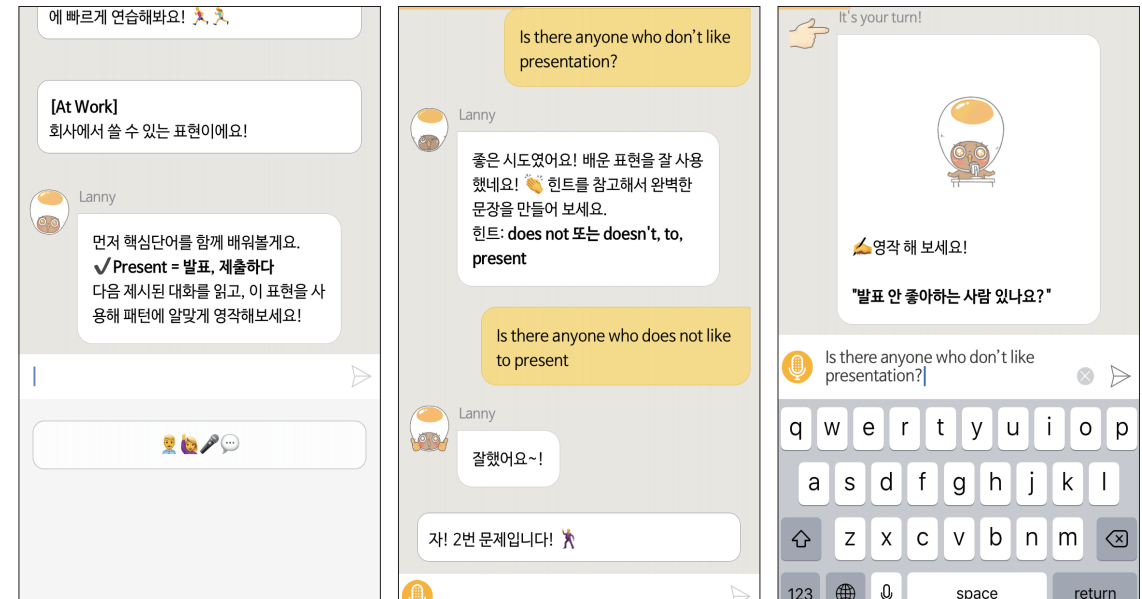 에 빠르게 연습해봐요!
[At Work]
회사에서 쓸 수 있는 표현이에요!
Lanny
먼저 핵심단어를 함께 배워볼게요.
✔Present = 발표, 제출하다
다음 제시된 대화를 읽고, 이 표현을 사
용해 패턴에 알맞게 영작해보세요!
Is there anyone who don't like
presentation?
Lanny
좋은 시도였어요! 배운 표현을 잘 사용
했네요! 👏 힌트를 참고해서 완벽한
문장을 만들어 보세요.
힌트: does not 또는 doesn't, to,
present
Is there anyone who does not like
to present
Lanny
잘했어요~!
자! 2번 문제입니다!
It's your turn!
✍영작 해 보세요!
"발표 안 좋아하는 사람 있나요?"
Is there anyone who don't like
presentation?
q w e r t y u i o p
a s d f g h j k l
z x c v b n m
123 space return